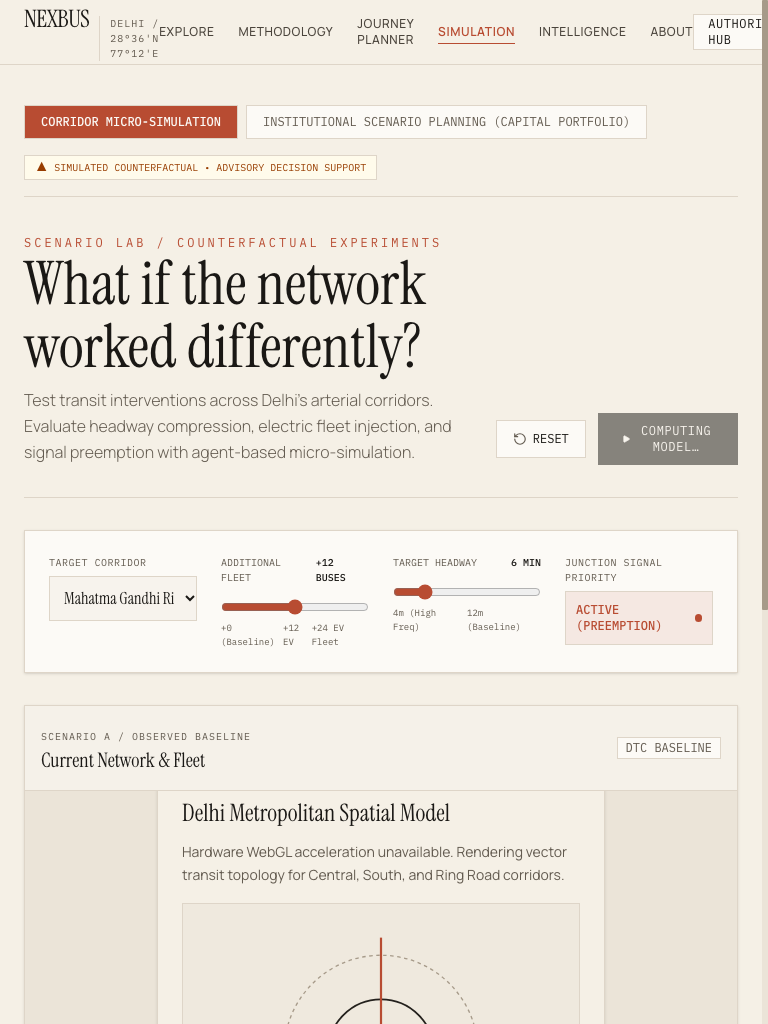 NEXBUS
DELHI /
28°36'N
77°12'E
EXPLORE
METHODOLOGY
JOURNEY
PLANNER
SIMULATION
INTELLIGENCE
ABOUT
HUB
CORRIDOR MICRO-SIMULATION
INSTITUTIONAL SCENARIO PLANNING (CAPITAL PORTFOLIO)
▲ SIMULATED COUNTERFACTUAL • ADVISORY DECISION SUPPORT
SCENARIO LAB / COUNTERFACTUAL EXPERIMENTS
What if the network
worked differently?
Test transit interventions across Delhi's arterial corridors.
Evaluate headway compression, electric fleet injection, and
signal preemption with agent-based micro-simulation.
RESET
COMPUTING
MODEL…
TARGET CORRIDOR
Mahatma Gandhi Ri
ADDITIONAL
FLEET
+12
BUSES
+0
(Baseline)
+12
EV
+24 EV
Fleet
TARGET HEADWAY
6 MIN
4m (High
Freq)
12m
(Baseline)
JUNCTION SIGNAL
PRIORITY
ACTIVE
(PREEMPTION)
SCENARIO A / OBSERVED BASELINE
Current Network & Fleet
DTC BASELINE
Delhi Metropolitan Spatial Model
Hardware WebGL acceleration unavailable. Rendering vector
transit topology for Central, South, and Ring Road corridors.